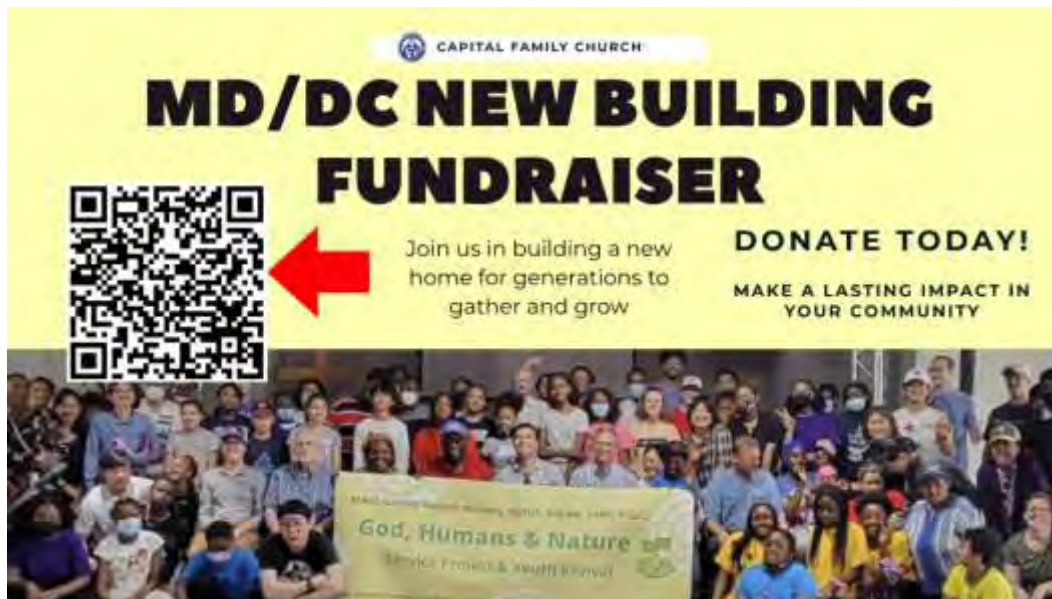 CAPITAL FAMILY CHURCH
MD/DC NEW BUILDING
FUNDRAISER
Join us in building a new
home for generations to
gather and grow
DONATE TODAY!
MAKE A LASTING IMPACT IN
YOUR COMMUNITY
God, Humans & Nature
Service Project & Youth Revival